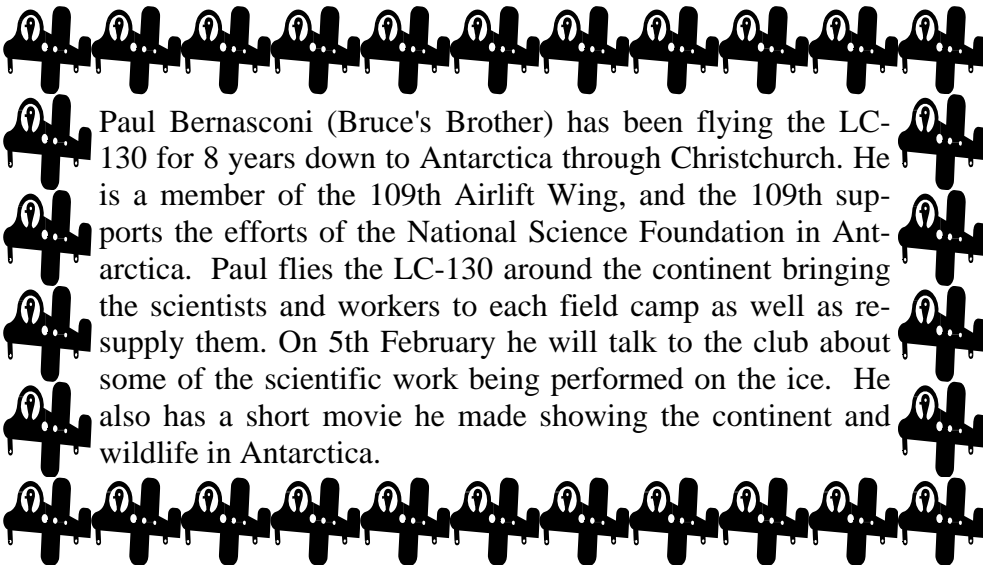 Paul Bernasconi (Bruce's Brother) has been flying the LC-
130 for 8 years down to Antarctica through Christchurch. He
is a member of the 109th Airlift Wing, and the 109th sup-
ports the efforts of the National Science Foundation in Ant-
arctica.  Paul flies the LC-130 around the continent bringing
the scientists and workers to each field camp as well as re-
supply them. On 5th February he will talk to the club about
some of the scientific work being performed on the ice.  He
also has a short movie he made showing the continent and
wildlife in Antarctica.